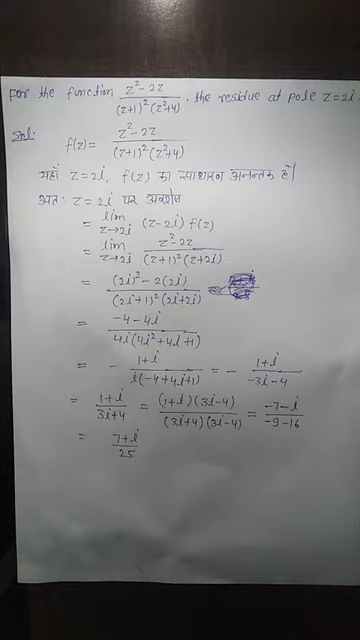 For the function z²-2z/(z+1)²(z²+4), the residue at pole z=2i.
Sol:
f(z)= z²-2z/(z+1)²(z²+4)
यहाँ z=2i, f(z) का साधारण अनन्तक है।
अतः z=2i पर अवशेष
= lim z→2i (z-2i) f(z)
= lim z→2i z²-2z/(z+1)²(z+2i)
= (2i)²-2(2i)/(2i+1)²(2i+2i)
= -4-4i/4i(4i²+4i+1)
= - 1+i/i(-4+4i+1) = - 1+i/-3i-4
= 1+i/3i+4 = (1+i)(3i-4)/(3i+4)(3i-4) = -7-i/-9-16
= 7+i/25